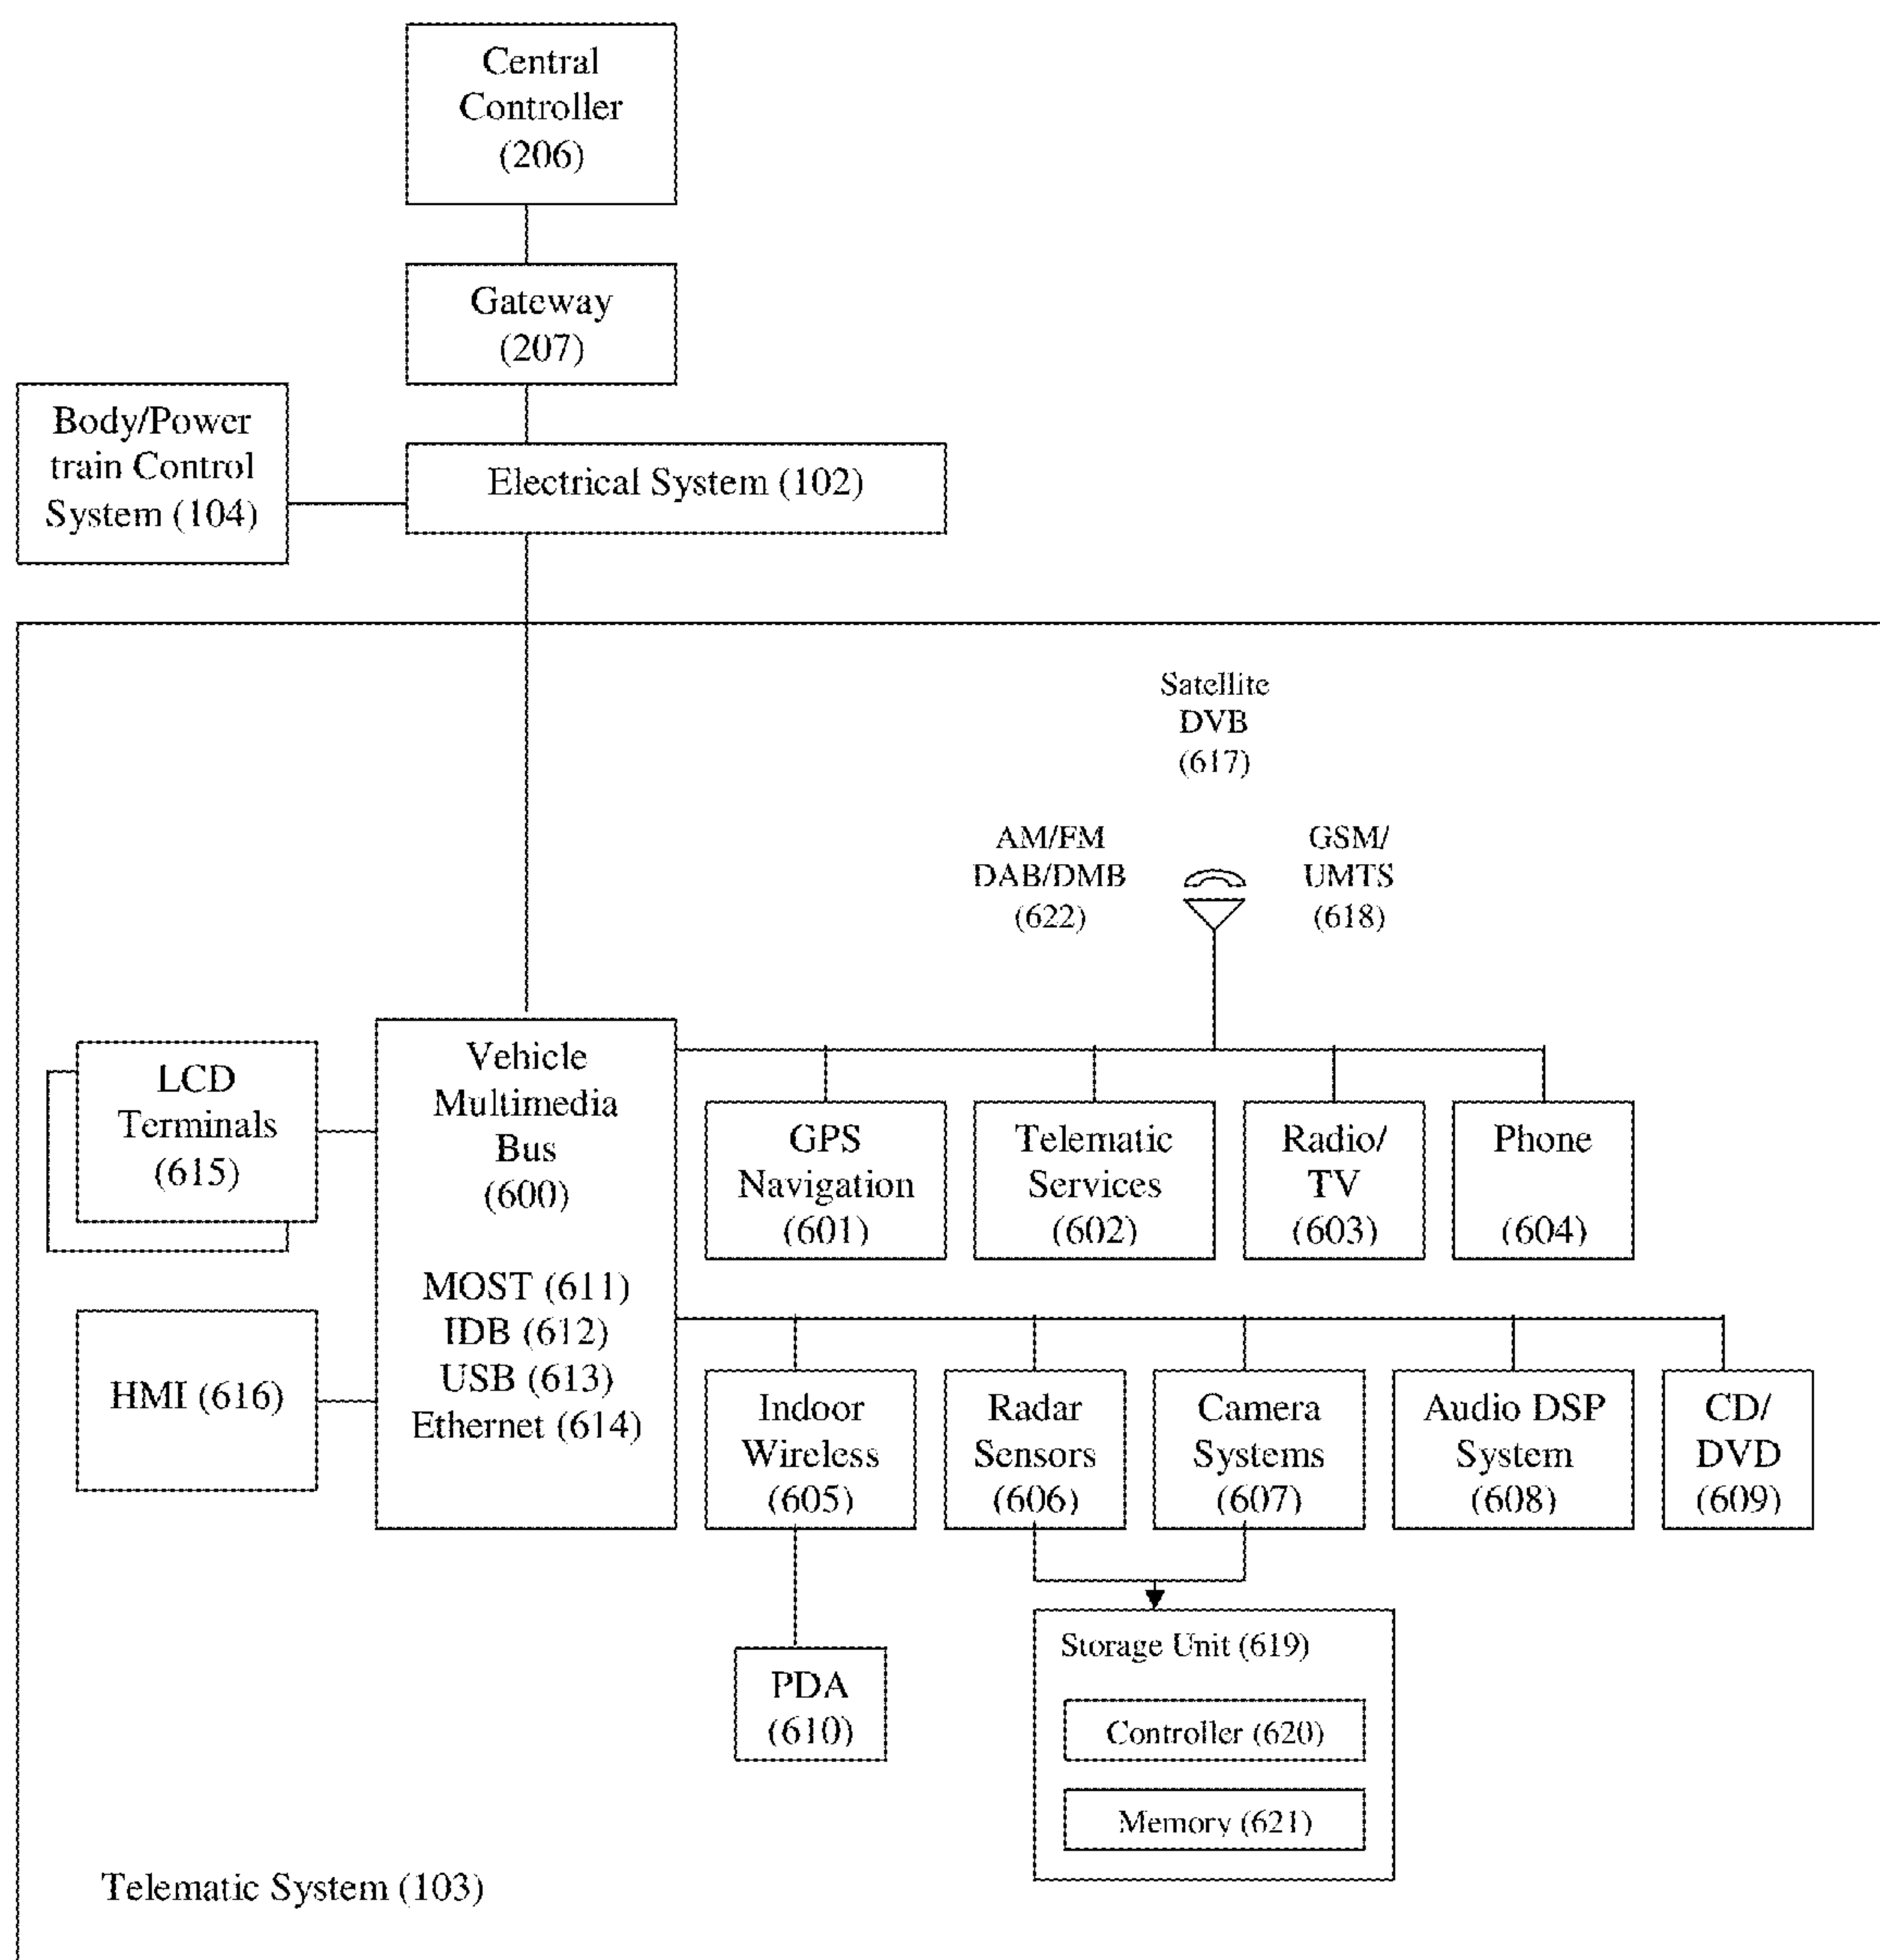 Central
Controller
(206)
Gateway
(207)
Body/Power
train Control
System (104)
Electrical System (102)
Satellite
DVB
(617)
AM/FM
DAB/DMB
(622)
GSM/
UMTS
(618)
LCD
Terminals
(615)
HMI (616)
Vehicle
Multimedia
Bus
(600)
MOST (611)
IDB (612)
USB (613)
Ethernet (614)
GPS
Navigation
(601)
Telematic
Services
(602)
Radio/
TV
(603)
Phone
(604)
Indoor
Wireless
(605)
Radar
Sensors
(606)
Camera
Systems
(607)
Audio DSP
System
(608)
CD/
DVD
(609)
PDA
(610)
Storage Unit (619)
Controller (620)
Memory (621)
Telematic System (103)